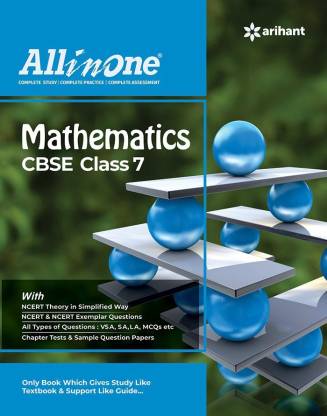 arihant
All in One®
COMPLETE STUDY | COMPLETE PRACTICE | COMPLETE ASSESSMENT
Mathematics
CBSE Class 7
With
NCERT Theory in Simplified Way
NCERT & NCERT Exemplar Questions
All Types of Questions : VSA, SA, LA, MCQs etc
Chapter Tests & Sample Question Papers
Only Book Which Gives Study Like
Textbook & Support Like Guide...